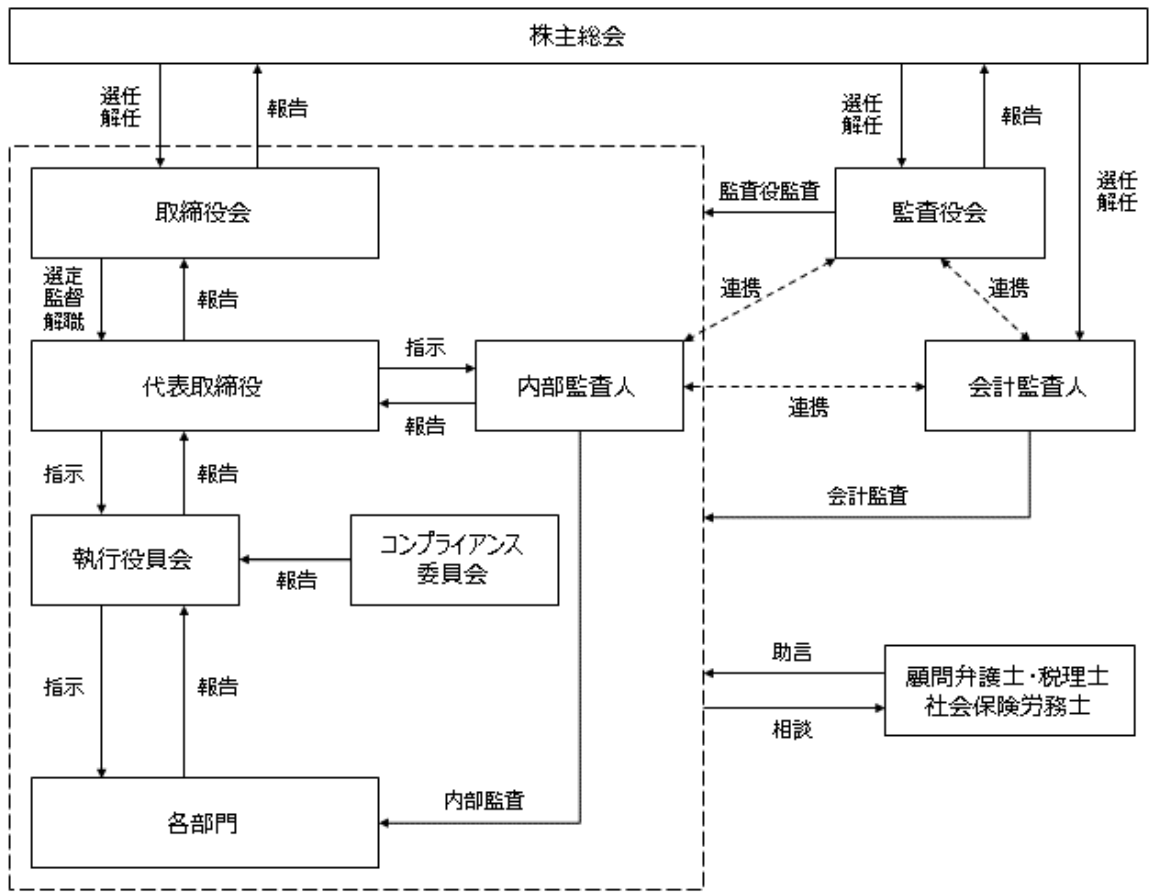 株主総会
選任
解任
報告
選任
解任
報告
選任
解任
取締役会
監査役監査
監査役会
選定
監督
解職
報告
連携
連携
代表取締役
指示
報告
内部監査人
連携
会計監査人
指示
報告
会計監査
執行役員会
報告
コンプライアンス
委員会
指示
報告
助言
相談
顧問弁護士・税理士
社会保険労務士
各部門
内部監査